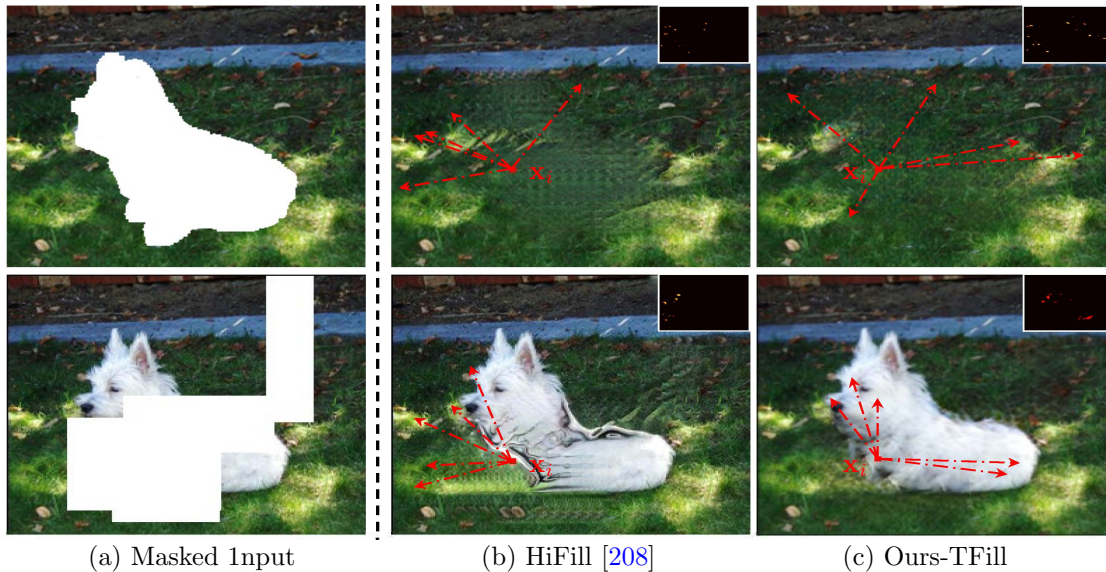 x_i
x_i
x_i
x_i
(a) Masked 1nput
(b) HiFill [208]
(c) Ours-TFill